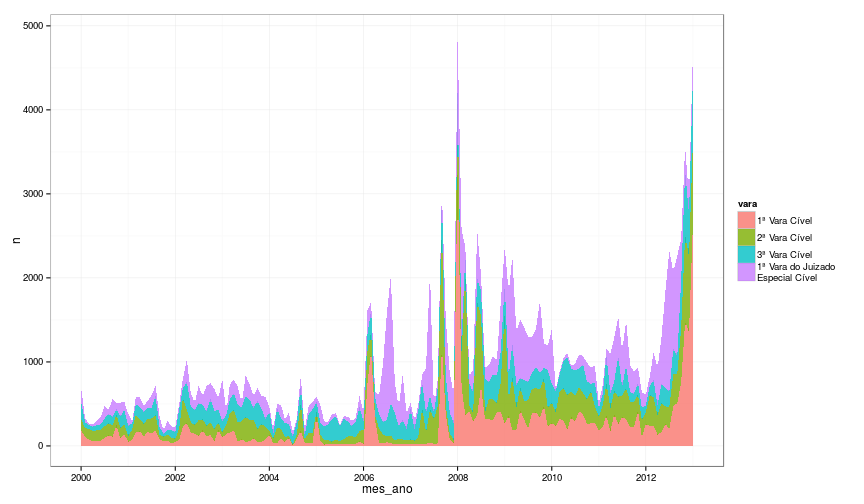 5000
4000
3000
2000
1000
0
n
2000
2002
2004
2006
2008
2010
2012
mes_ano
vara
1ª Vara Cível
2ª Vara Cível
3ª Vara Cível
1ª Vara do Juizado
Especial Cível